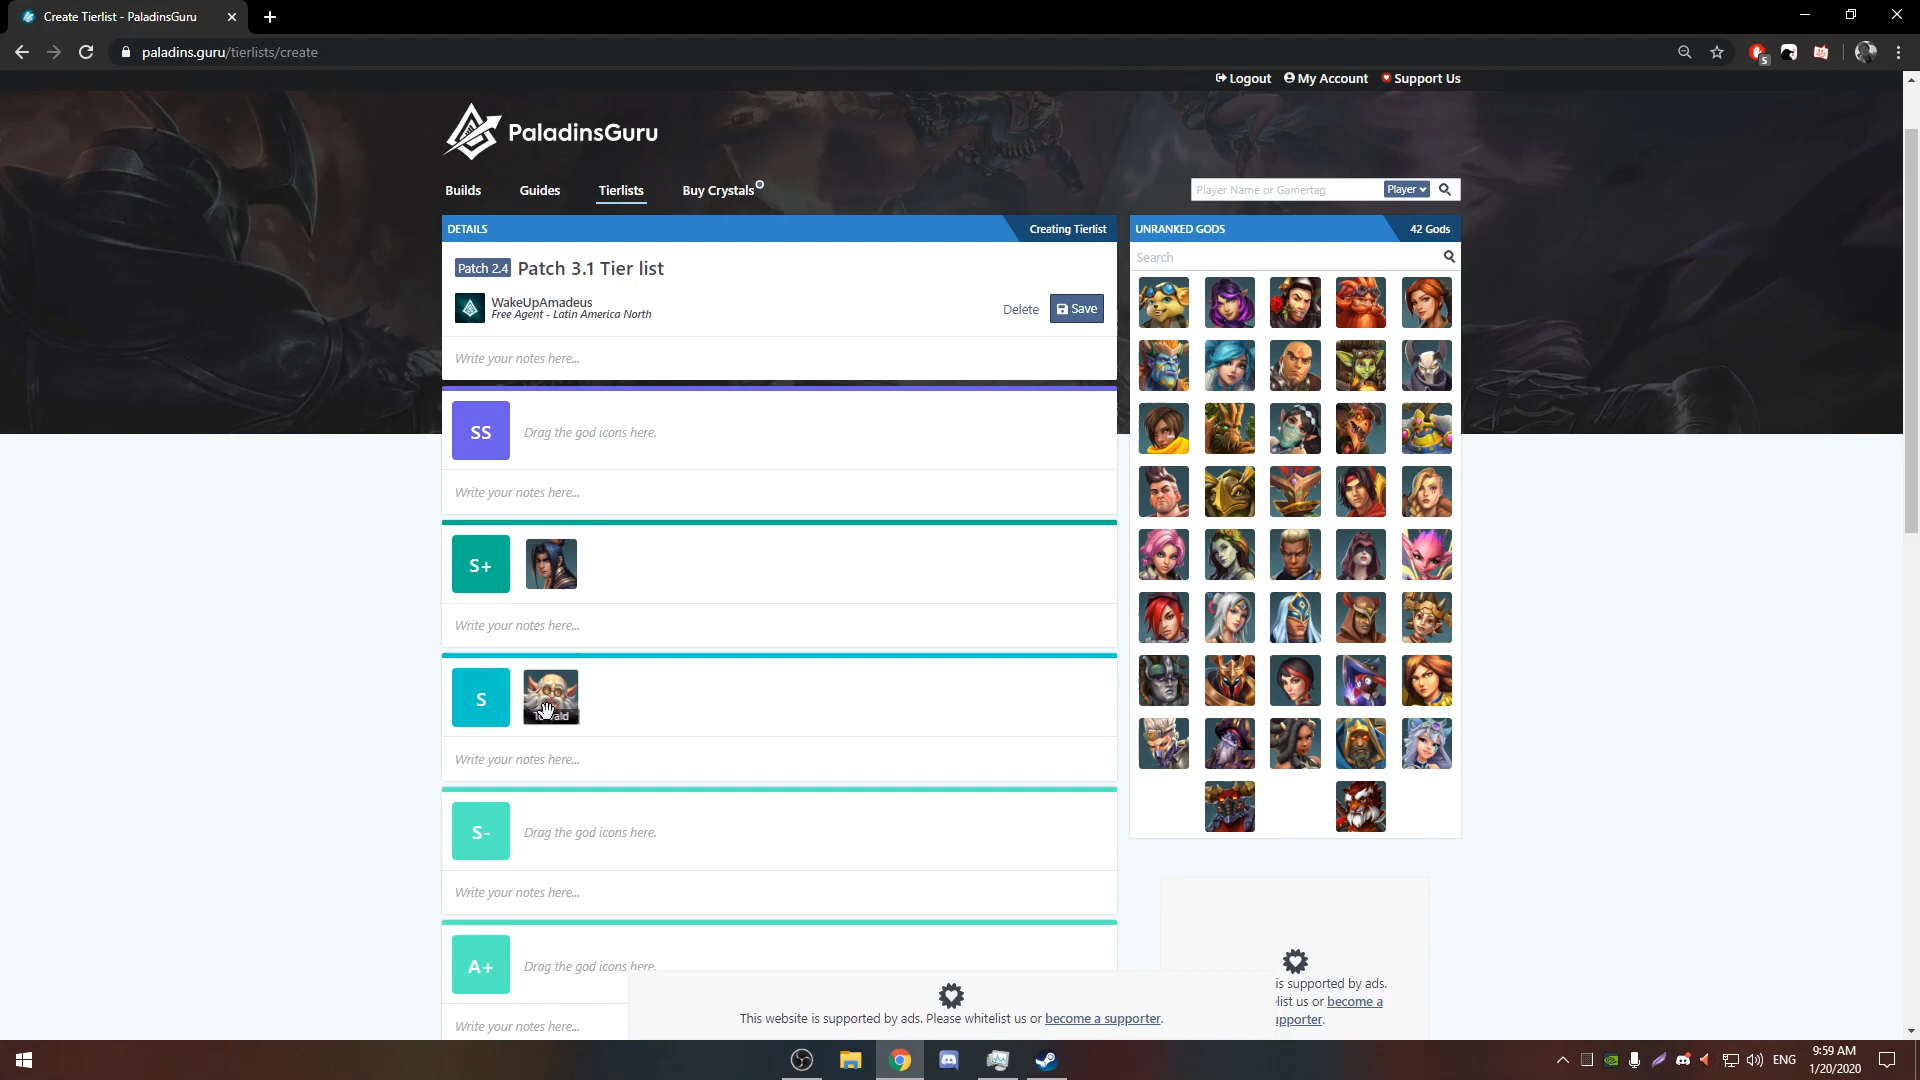 Create Tierlist - PaladinsGuru
paladins.guru/tierlists/create
5
Logout My Account Support Us
PaladinsGuru
Builds Guides Tierlists Buy Crystals
Player Name or Gamertag Player
DETAILS Creating Tierlist
Patch 2.4 Patch 3.1 Tier list
WakeUpAmadeus
Free Agent - Latin America North
Delete Save
Write your notes here...
SS Drag the god icons here.
Write your notes here...
S+
Write your notes here...
S
Write your notes here...
S- Drag the god icons here.
Write your notes here...
A+ Drag the god icons here.
Write your notes here...
UNRANKED GODS 42 Gods
Search
is supported by ads.
list us or become a
upporter.
This website is supported by ads. Please whitelist us or become a supporter.
ENG
9:59 AM
1/20/2020